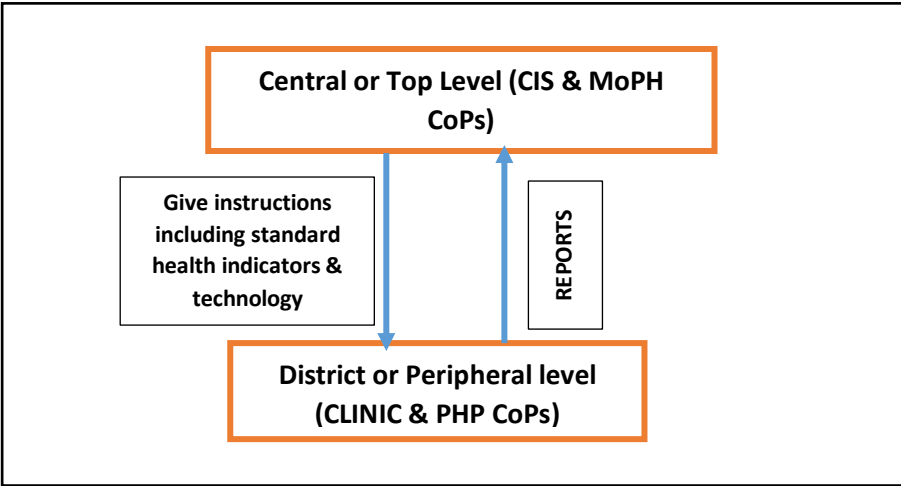 Central or Top Level (CIS & MoPH
CoPs)
Give instructions
including standard
health indicators &
technology
REPORTS
District or Peripheral level
(CLINIC & PHP CoPs)